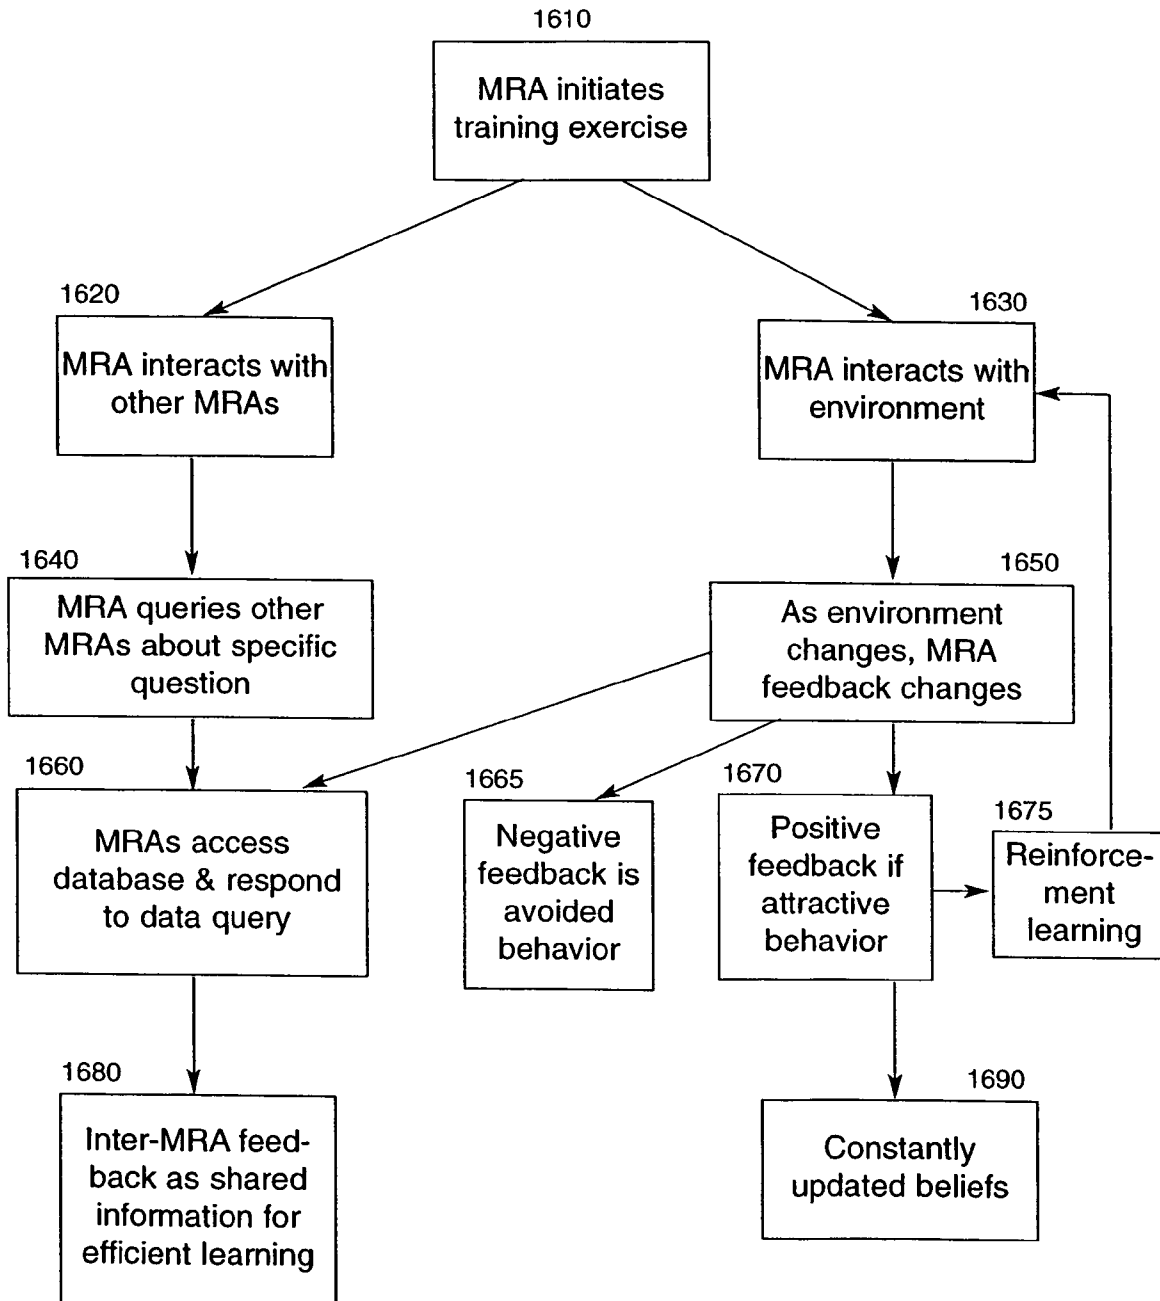 1610
MRA initiates
training exercise
1620
MRA interacts with
other MRAs
1630
MRA interacts with
environment
1640
MRA queries other
MRAs about specific
question
1650
As environment
changes, MRA
feedback changes
1660
MRAs access
database & respond
to data query
1665
Negative
feedback is
avoided
behavior
1670
Positive
feedback if
attractive
behavior
1675
Reinforce-
ment
learning
1680
Inter-MRA feed-
back as shared
information for
efficient learning
1690
Constantly
updated beliefs